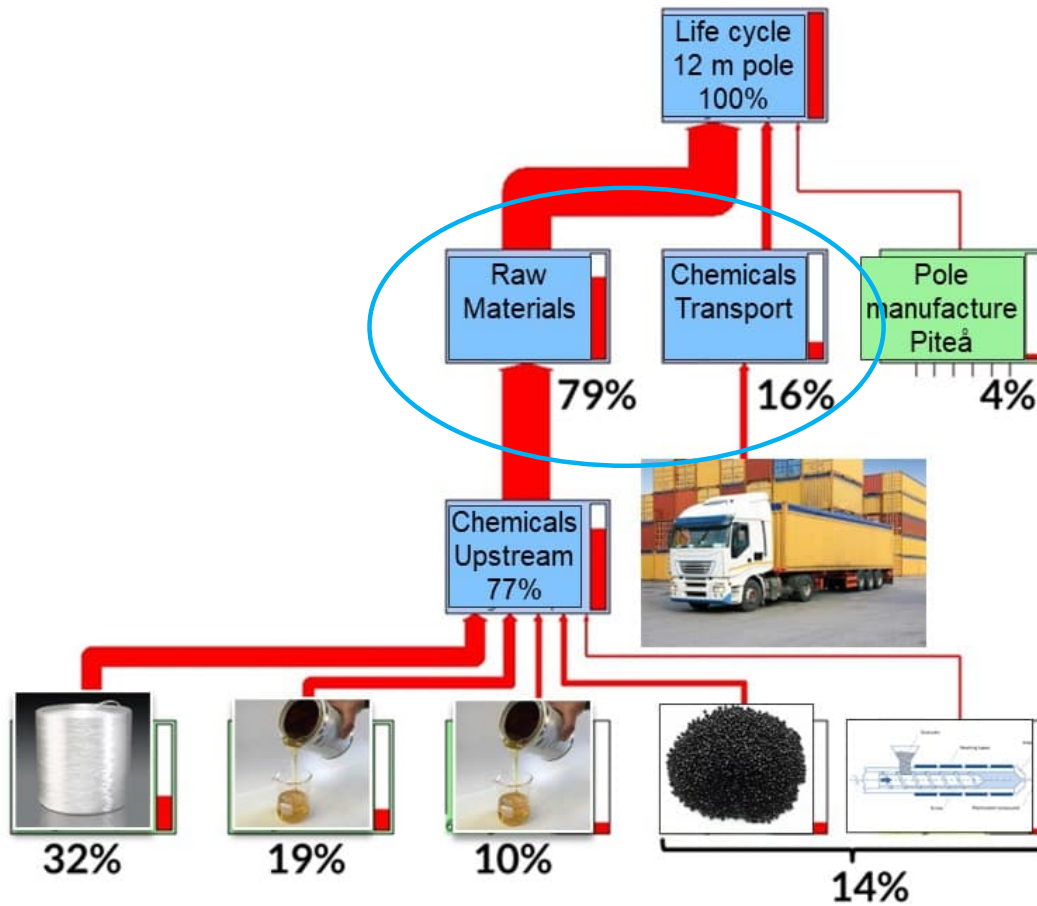 Life cycle
12 m pole
100%
Raw
Materials
Chemicals
Transport
Pole
manufacture
Piteå
79%
16%
4%
Chemicals
Upstream
77%
32%
19%
10%
14%